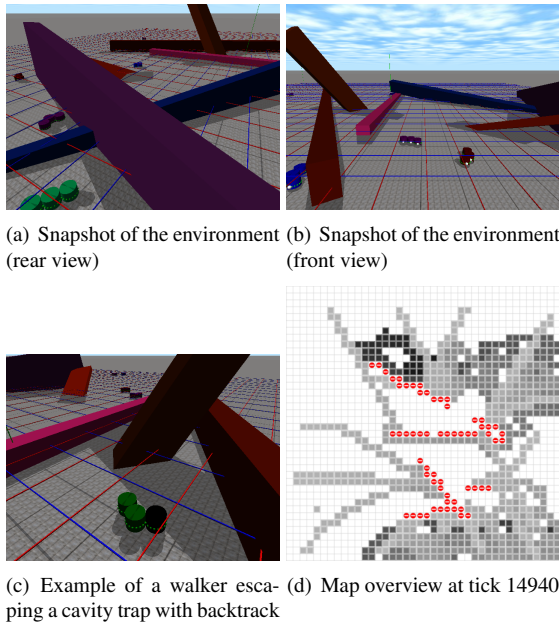 (a) Snapshot of the environment
(rear view)
(b) Snapshot of the environment
(front view)
(c) Example of a walker esca-
ping a cavity trap with backtrack
(d) Map overview at tick 14940